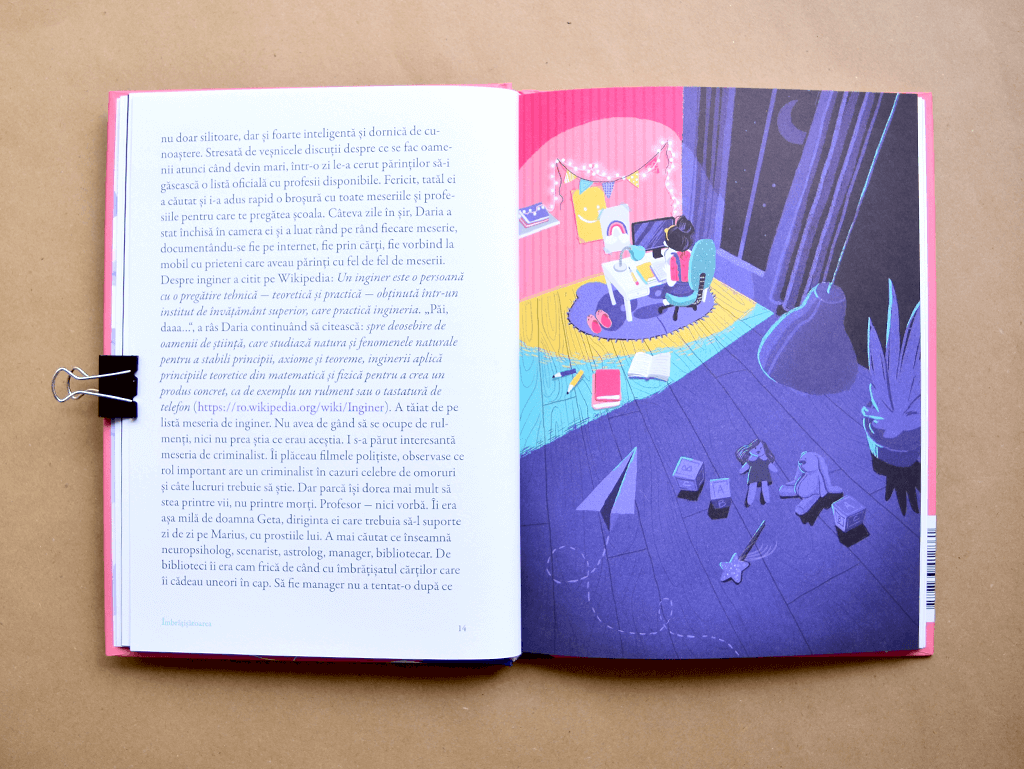 nu doar silitoare, dar și foarte inteligentă și dornică de cu-
noaștere. Stresată de veșnicele discuții despre ce se fac oame-
nii atunci când devin mari, într-o zi le-a cerut părinților să-i
găsească o listă oficială cu profesii disponibile. Fericit, tatăl ei
a căutat și i-a adus rapid o broșură cu toate meseriile și profe-
siile pentru care te pregătea școala. Câteva zile în șir, Daria a
stat închisă în camera ei și a luat rând pe rând fiecare meserie,
documentându-se fie pe internet, fie prin cărți, fie vorbind la
mobil cu prieteni care aveau părinți cu fel de fel de meserii.
Despre inginer a citit pe Wikipedia: Un inginer este o persoană
cu o pregătire tehnică — teoretică și practică — obținută într-un
institut de învățământ superior, care practică ingineria. „Păi,
daaa...“, a râs Daria continuând să citească: spre deosebire de
oamenii de știință, care studiază natura și fenomenele naturale
pentru a stabili principii, axiome și teoreme, inginerii aplică
principiile teoretice din matematică și fizică pentru a crea un
produs concret, ca de exemplu un rulment sau o tastatură de
telefon (https://ro.wikipedia.org/wiki/Inginer). A tăiat de pe
listă meseria de inginer. Nu avea de gând să se ocupe de rul-
menți, nici nu prea știa ce erau aceștia. I s-a părut interesantă
meseria de criminalist. Îi plăceau filmele polițiste, observase ce
rol important are un criminalist în cazuri celebre de omoruri
și câte lucruri trebuie să știe. Dar parcă își dorea mai mult să
stea printre vii, nu printre morți. Profesor — nici vorbă. Îi era
așa milă de doamna Geta, diriginta ei care trebuia să-l suporte
zi de zi pe Marius, cu prostiile lui. A mai căutat ce înseamnă
neuropsiholog, scenarist, astrolog, manager, bibliotecar. De
biblioteci îi era cam frică de când cu îmbrățișatul cărților care
îi cădeau uneori în cap. Să fie manager nu a tentat-o după ce
Îmbrățișătoarea
14
A